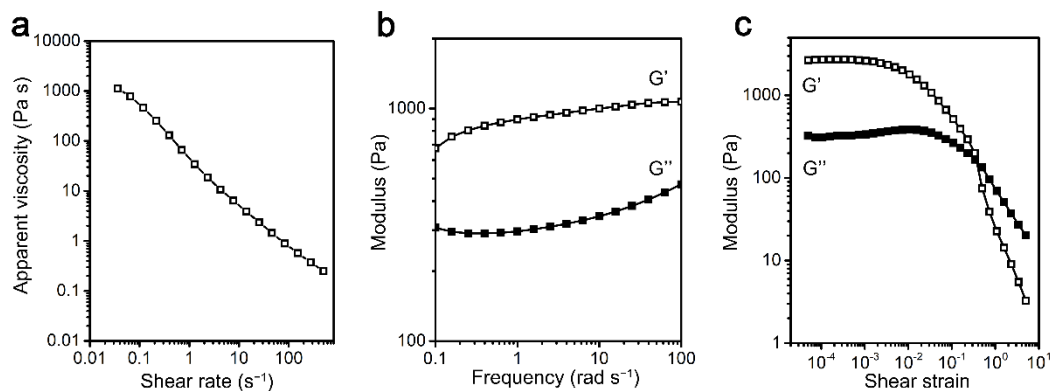 a
Apparent viscosity (Pa s)
10000
1000
100
10
1
0.1
0.01
0.01 0.1 1 10 100
Shear rate (s⁻¹)
b
Modulus (Pa)
1000
100
G'
G''
0.1 1 10 100
Frequency (rad s⁻¹)
c
Modulus (Pa)
1000
100
10
1
G'
G''
10⁻⁴ 10⁻³ 10⁻² 10⁻¹ 10⁰ 10¹
Shear strain